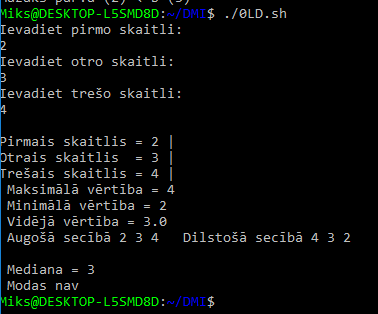 Miks@DESKTOP-L5SMD8D:~/DMI$ ./0LD.sh
Ievadiet pirmo skaitli:
2
Ievadiet otro skaitli:
3
Ievadiet trešo skaitli:
4
Pirmais skaitlis = 2 |
Otrais skaitlis  = 3 |
Trešais skaitlis = 4 |
Maksimālā vērtība = 4
Minimālā vērtība = 2
Vidējā vērtība = 3.0
Augošā secībā 2 3 4   Dilstošā secībā 4 3 2
Mediana = 3
Modas nav
Miks@DESKTOP-L5SMD8D:~/DMI$